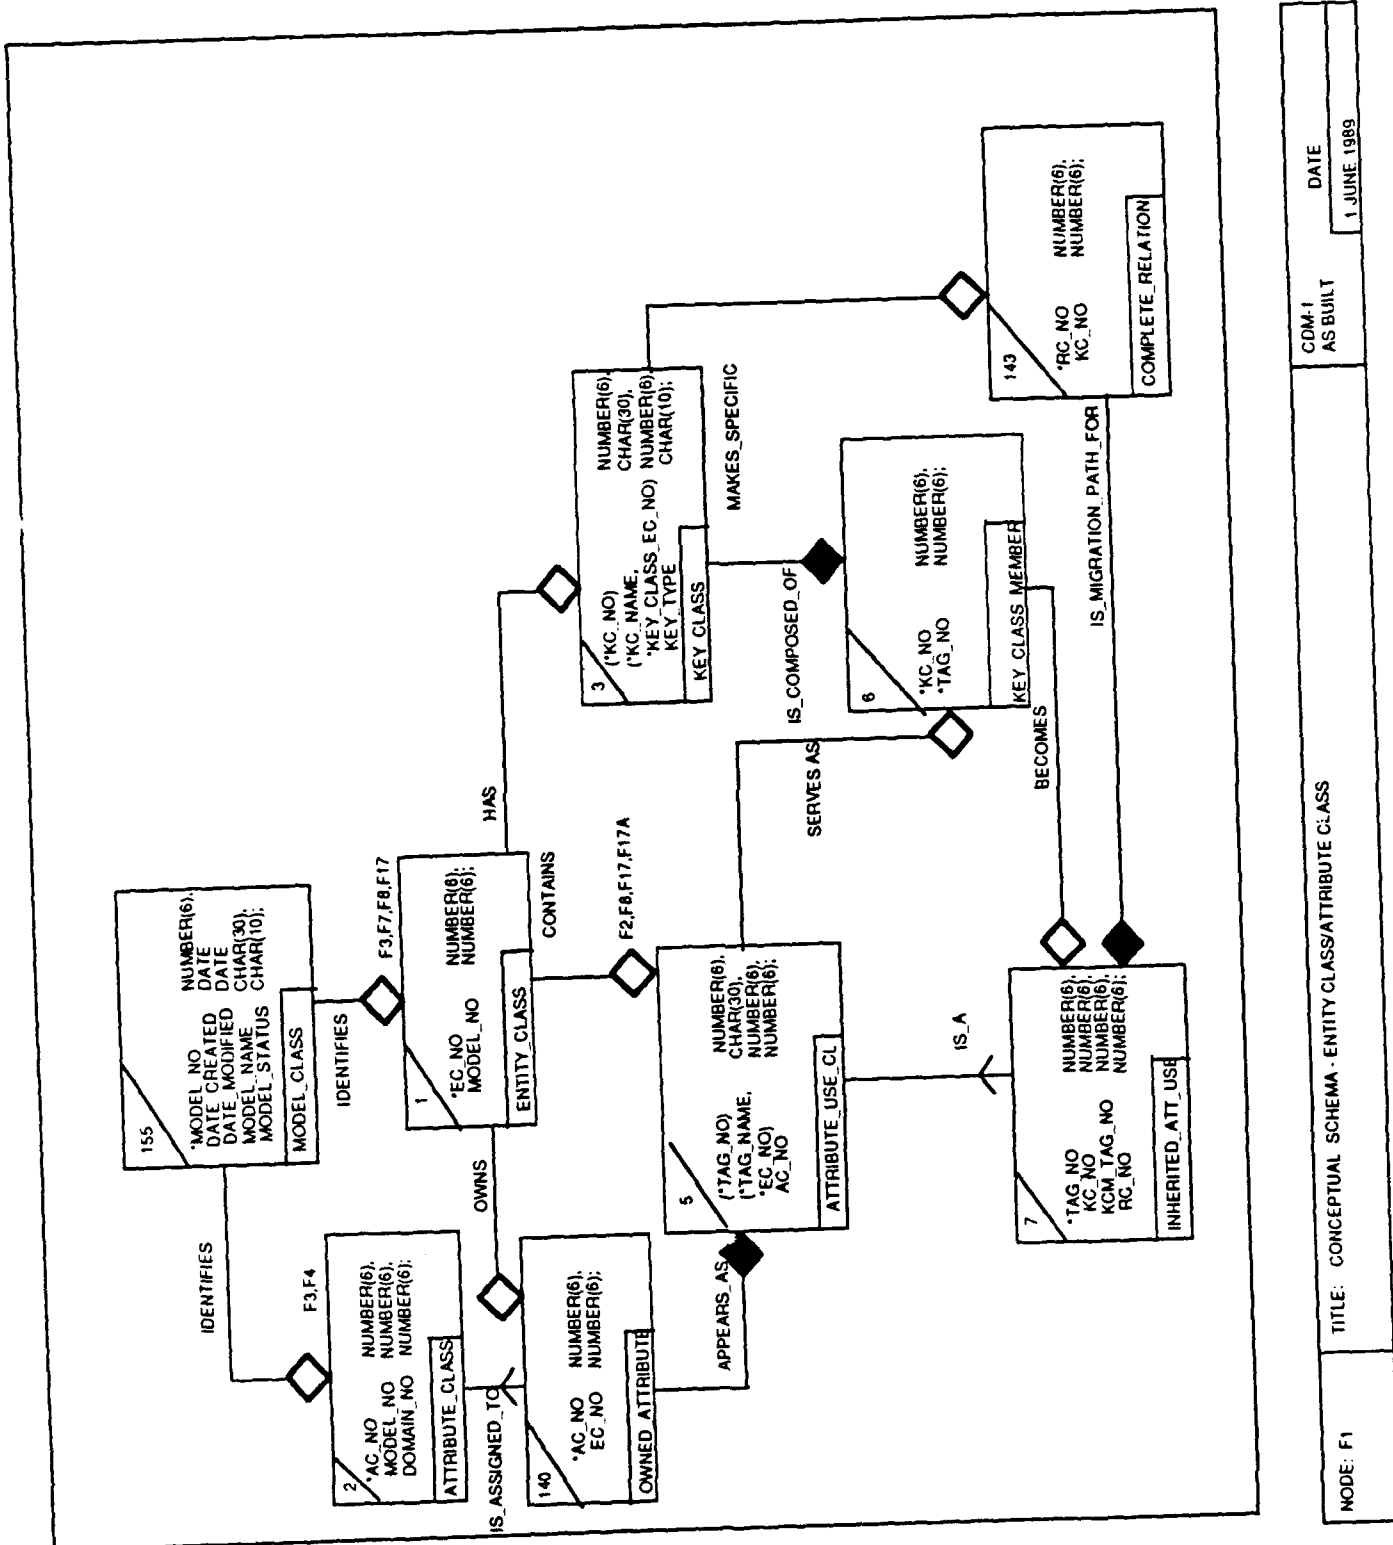 155
*MODEL_NO NUMBER(6),
DATE_CREATED DATE
DATE_MODIFIED DATE
MODEL_NAME CHAR(30),
MODEL_STATUS CHAR(10);
MODEL_CLASS
IDENTIFIES
IDENTIFIES
F3,F4
F3,F7,F8,F17
2
*AC_NO NUMBER(6),
MODEL_NO NUMBER(6),
DOMAIN_NO NUMBER(6);
ATTRIBUTE_CLASS
1
*EC_NO NUMBER(6),
MODEL_NO NUMBER(6);
ENTITY_CLASS
HAS
CONTAINS
OWNS
IS_ASSIGNED_TO
F2,F8,F17,F17A
3
(*KC_NO) NUMBER(6),
(*KC_NAME, CHAR(30),
*KEY_CLASS_EC_NO) NUMBER(6),
KEY_TYPE CHAR(10);
KEY_CLASS
MAKES_SPECIFIC
IS_COMPOSED_OF
140
*AC_NO NUMBER(6),
EC_NO NUMBER(6);
OWNED_ATTRIBUTE
APPEARS_AS
5
(*TAG_NO) NUMBER(6),
(*TAG_NAME, CHAR(30),
*EC_NO) NUMBER(6),
AC_NO NUMBER(6);
ATTRIBUTE_USE_CL
SERVES AS
6
*KC_NO NUMBER(6),
*TAG_NO NUMBER(6);
KEY_CLASS_MEMBER
BECOMES
143
*RC_NO NUMBER(6),
KC_NO NUMBER(6);
COMPLETE_RELATION
IS_MIGRATION_PATH_FOR
IS_A
7
*TAG_NO NUMBER(6),
KC_NO NUMBER(6),
KCM_TAG_NO NUMBER(6),
RC_NO NUMBER(6);
INHERITED_ATT_USE
NODE: F1
TITLE: CONCEPTUAL SCHEMA - ENTITY CLASS/ATTRIBUTE CLASS
CDM-1
AS BUILT
DATE
1 JUNE 1989